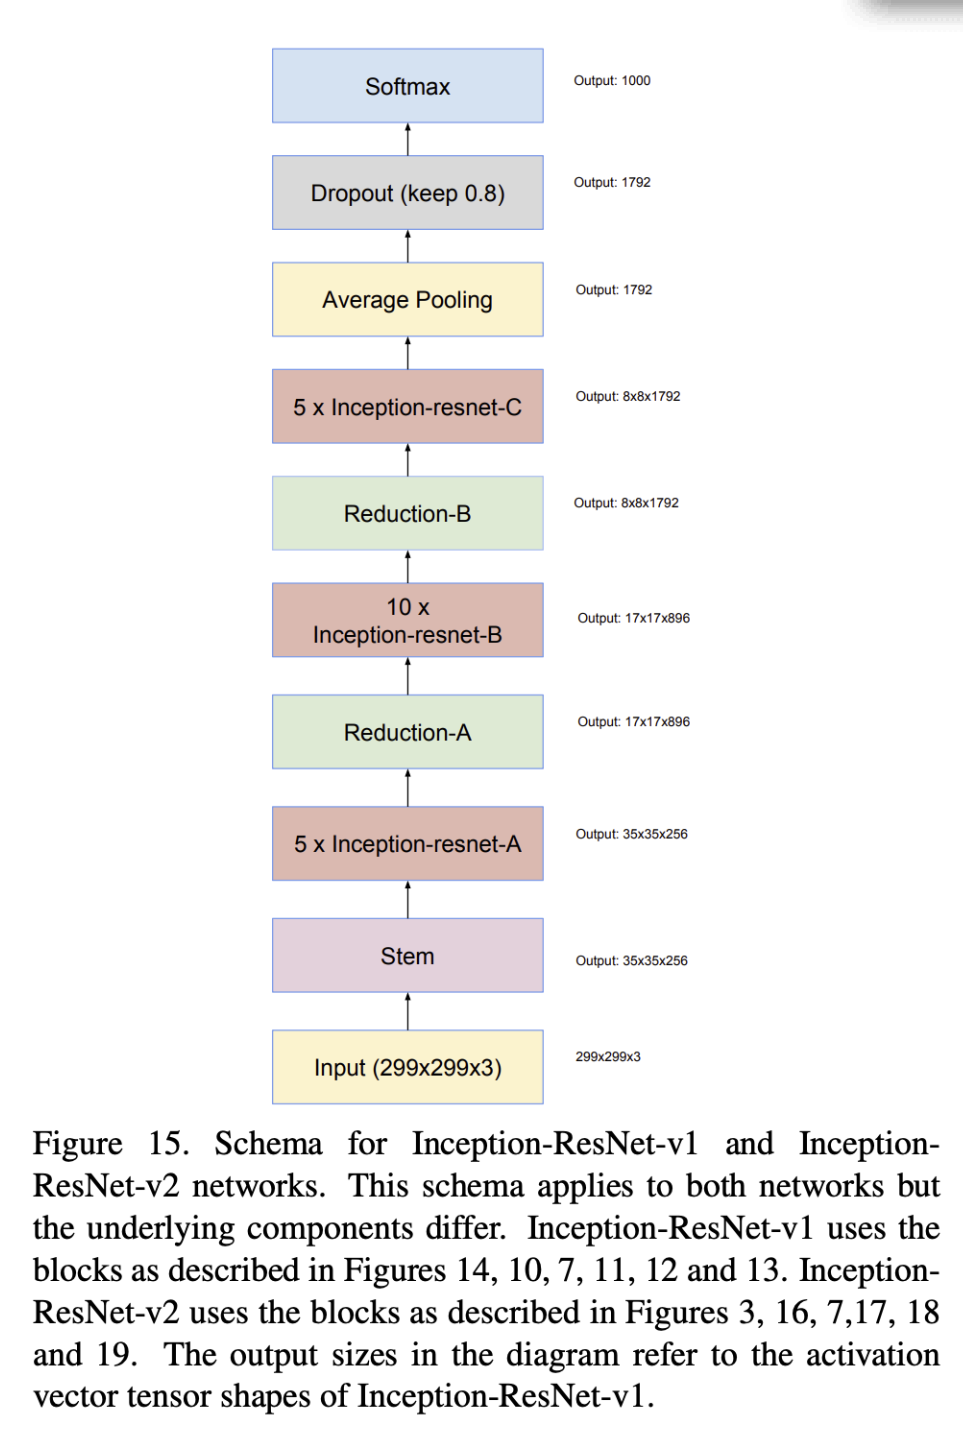 Softmax
Output: 1000
Dropout (keep 0.8)
Output: 1792
Average Pooling
Output: 1792
5 x Inception-resnet-C
Output: 8x8x1792
Reduction-B
Output: 8x8x1792
10 x
Inception-resnet-B
Output: 17x17x896
Reduction-A
Output: 17x17x896
5 x Inception-resnet-A
Output: 35x35x256
Stem
Output: 35x35x256
Input (299x299x3)
299x299x3
Figure 15. Schema for Inception-ResNet-v1 and Inception-
ResNet-v2 networks. This schema applies to both networks but
the underlying components differ. Inception-ResNet-v1 uses the
blocks as described in Figures 14, 10, 7, 11, 12 and 13. Inception-
ResNet-v2 uses the blocks as described in Figures 3, 16, 7,17, 18
and 19. The output sizes in the diagram refer to the activation
vector tensor shapes of Inception-ResNet-v1.